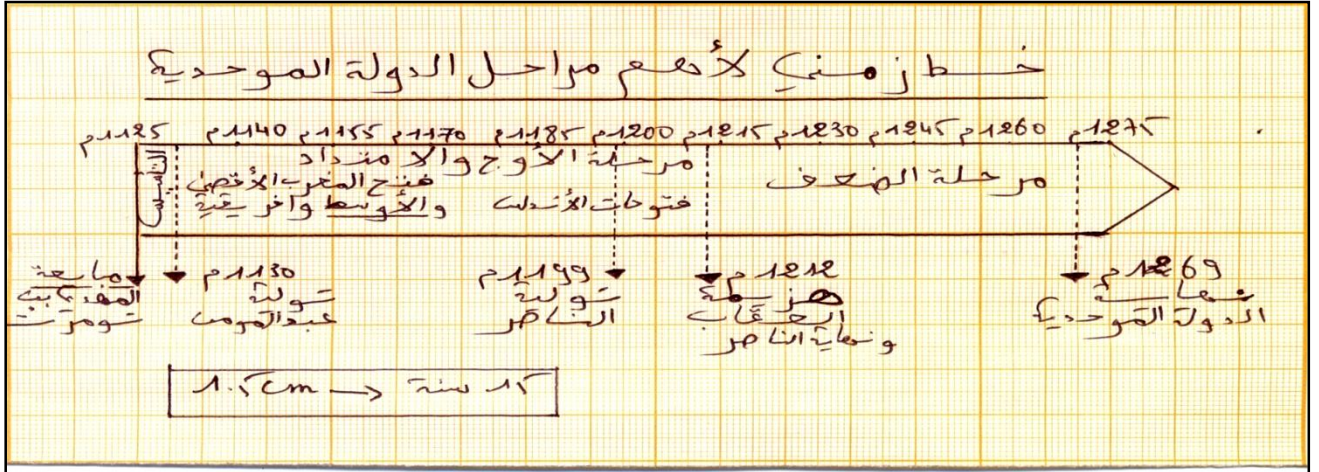 خط زمني لأهم مراحل الدولة الموحدية
1125م 1140م 1155م 1170م 1185م 1200م 1215م 1230م 1245م 1260م 1275م
التأسيس
مرحلة الأوج والامتداد
فتح المغرب الأقصى
والأوسط وافريقية
فتوحات الأندلس
مرحلة الضعف
مبايعة
المهدي بن
تومرت
1130م
تولية
عبد المومن
1199م
تولية
الناصر
1212م
هزيمة
العقاب
ونهاية الناصر
1269م
نهاية
الدولة الموحدية
1.5cm → 15 سنة